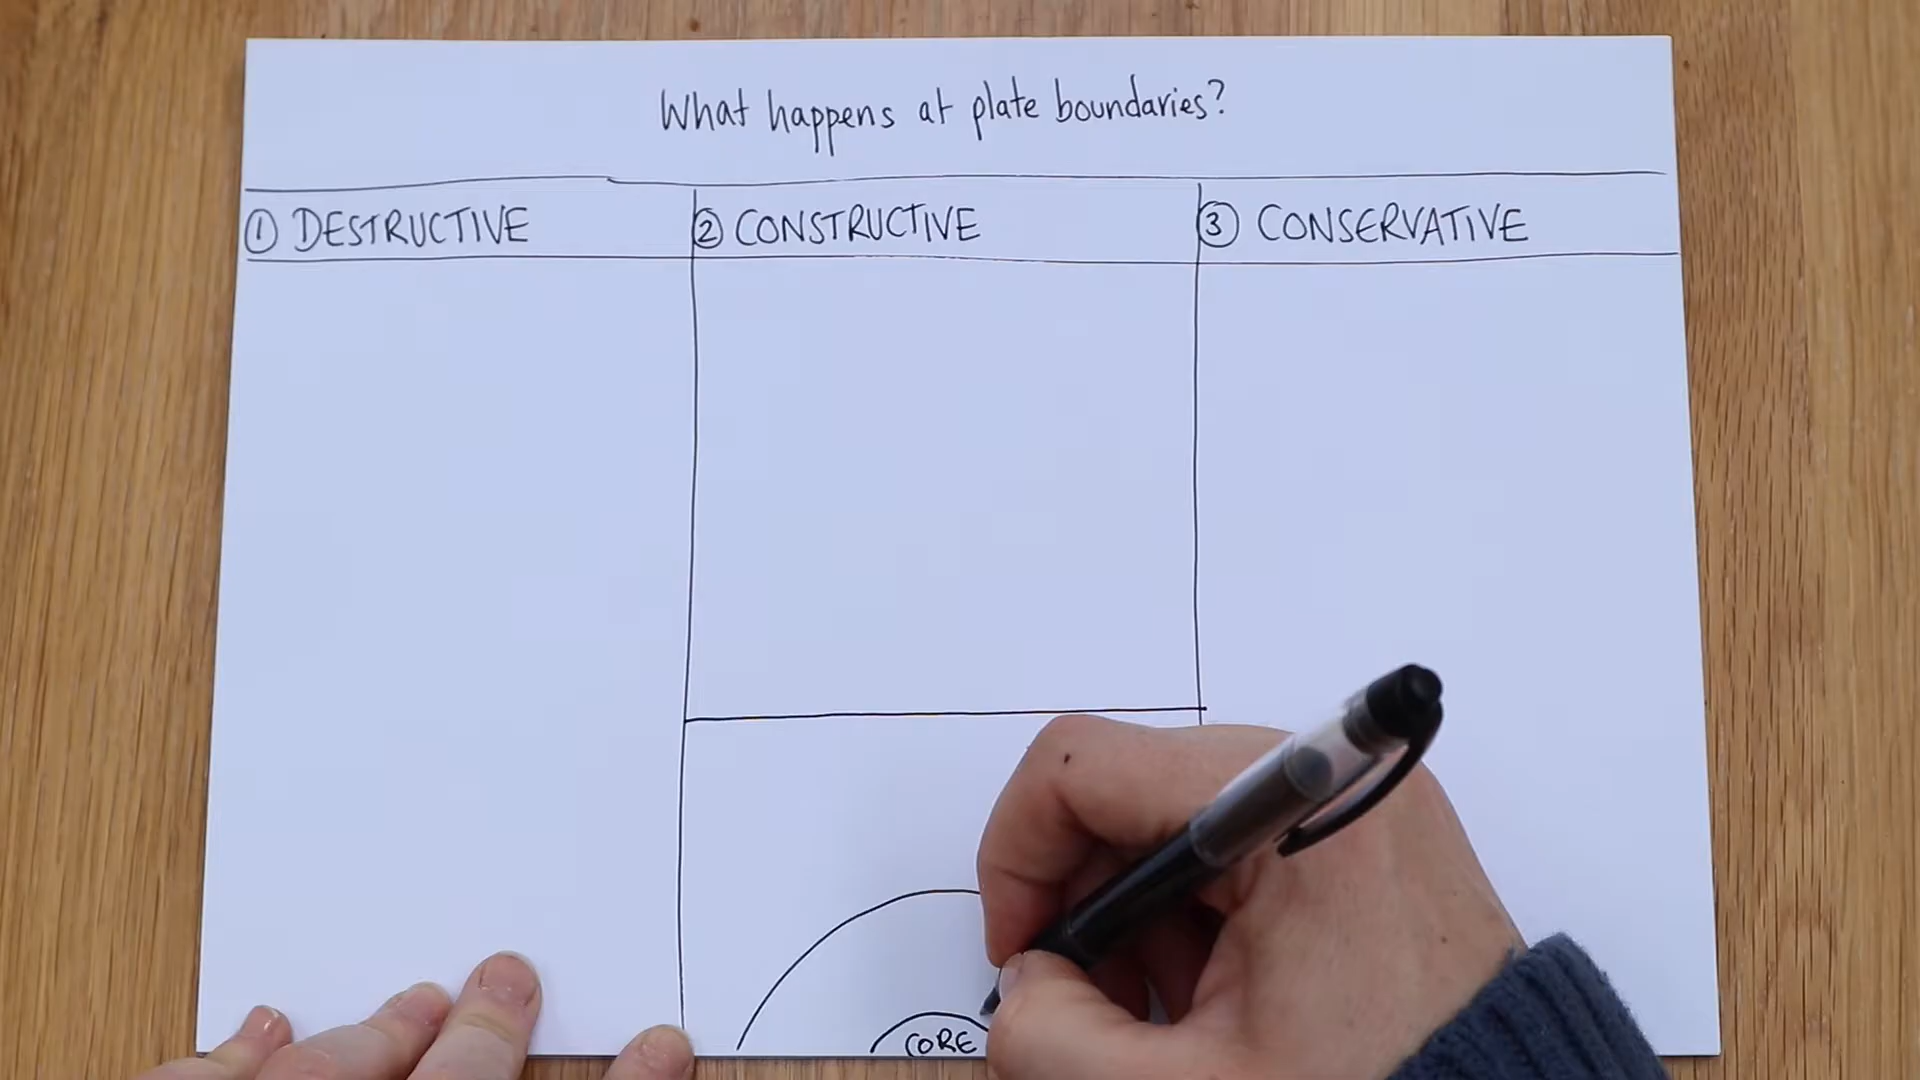 What happens at plate boundaries?
① DESTRUCTIVE
② CONSTRUCTIVE
③ CONSERVATIVE
CORE